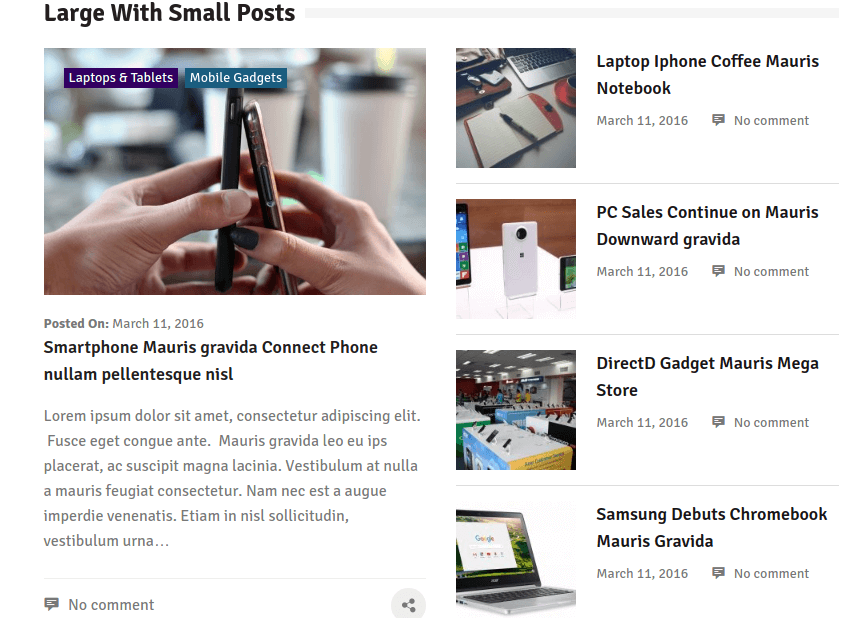 Large With Small Posts
Laptops & Tablets
Mobile Gadgets
Posted On: March 11, 2016
Smartphone Mauris gravida Connect Phone
nullam pellentesque nisl
Lorem ipsum dolor sit amet, consectetur adipiscing elit.
Fusce eget congue ante. Mauris gravida leo eu ips
placerat, ac suscipit magna lacinia. Vestibulum at nulla
a mauris feugiat consectetur. Nam nec est a augue
imperdie venenatis. Etiam in nisl sollicitudin,
vestibulum urna…
No comment
Laptop Iphone Coffee Mauris
Notebook
March 11, 2016 No comment
PC Sales Continue on Mauris
Downward gravida
March 11, 2016 No comment
DirectD Gadget Mauris Mega
Store
March 11, 2016 No comment
Google
Samsung Debuts Chromebook
Mauris Gravida
March 11, 2016 No comment